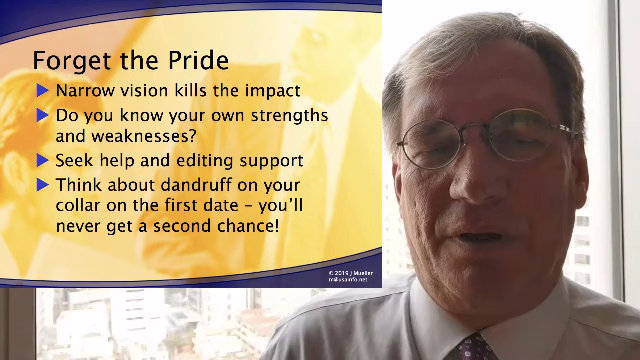 Forget the Pride
Narrow vision kills the impact
Do you know your own strengths
and weaknesses?
Seek help and editing support
Think about dandruff on your
collar on the first date – you'll
never get a second chance!
© 2019 J Mueller